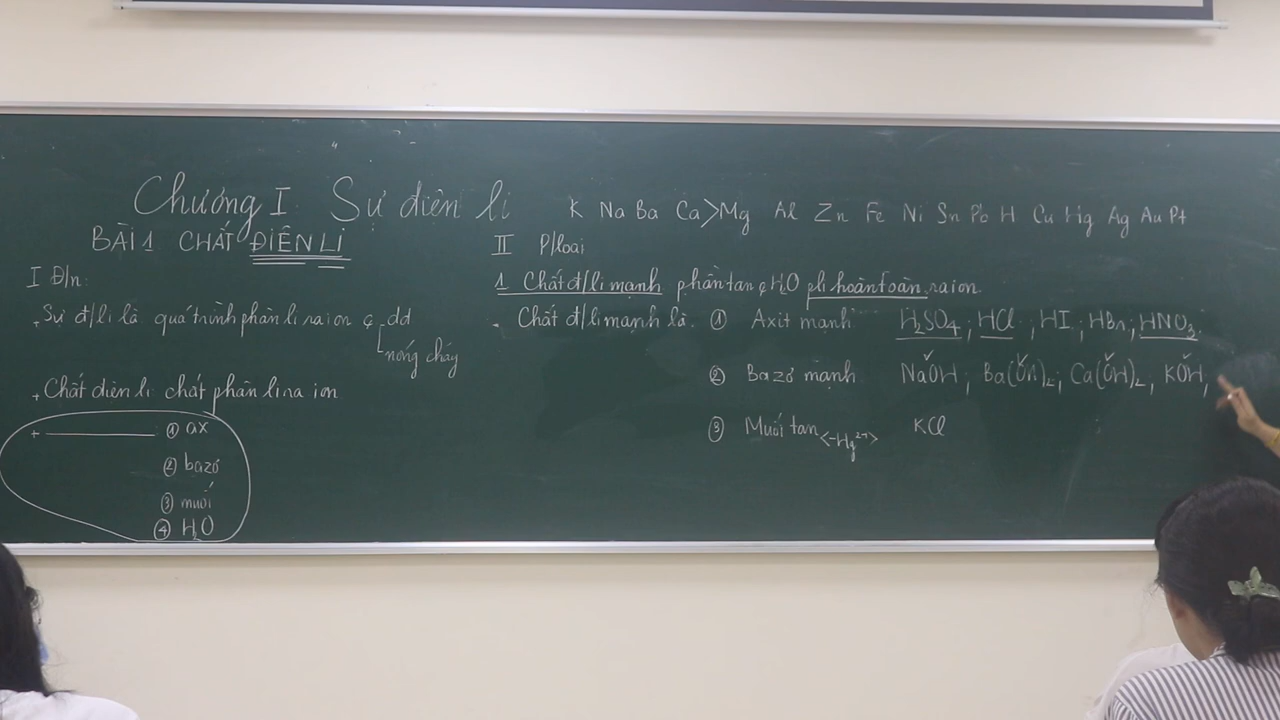 Chương I Sự điện li
BÀI 1 CHẤT ĐIỆN LI
I Đ/n:
+ Sự đ/li là quá trình phân li ra ion dd
nóng chảy
+ Chất điện li: chất phân li ra ion
+ ① ax
② bazơ
③ muối
④ H₂O
K Na Ba Ca > Mg Al Zn Fe Ni Sn Pb H Cu Hg Ag Au Pt
II P/loại
1 Chất đ/li mạnh phân tan H₂O pli hoàn toàn ra ion
Chất đ/li mạnh là ① Axit mạnh H₂SO₄; HCl, HI; HBr; HNO₃
② Bazơ mạnh NaOH; Ba(OH)₂; Ca(OH)₂, KOH,
③ Muối tan <-Hg²⁺> KCl